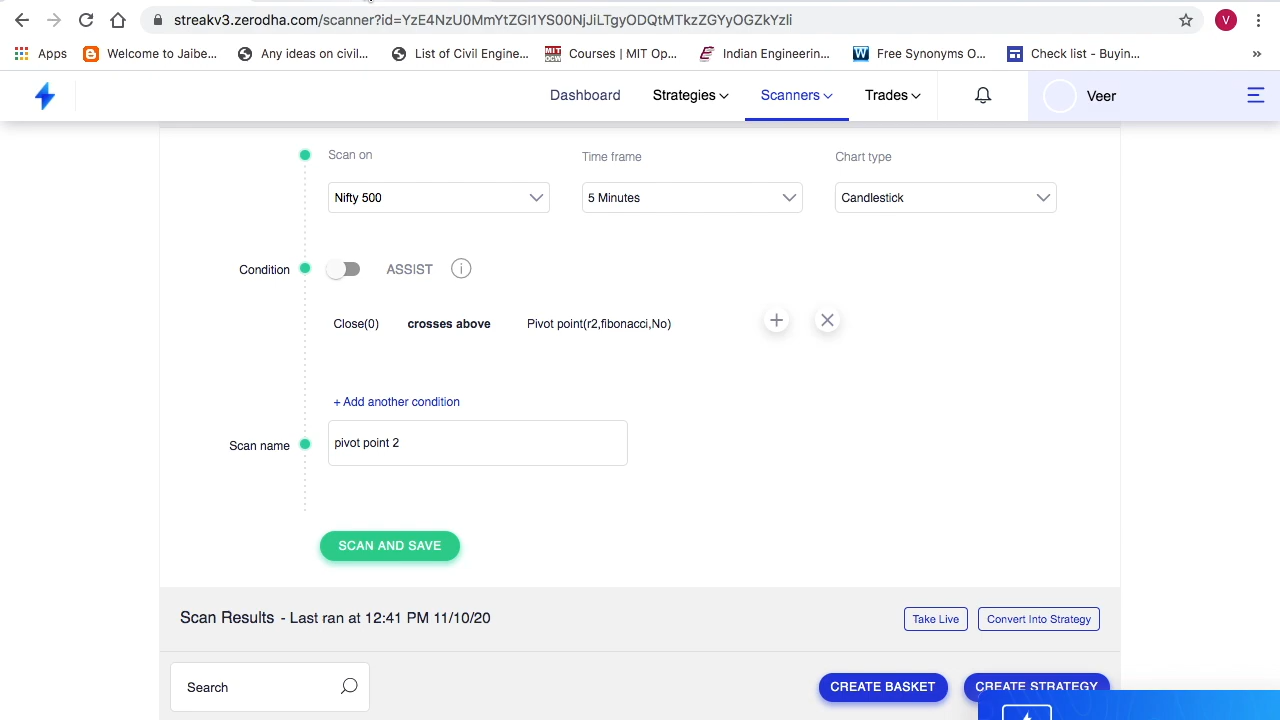 streakv3.zerodha.com/scanner?id=YzE4NzU0MmYtZGI1YS00NjJiLTgyODQtMTkzZGYyOGZkYzli
V
Apps Welcome to Jaibe... Any ideas on civil... List of Civil Engine... MIT OCW Courses | MIT Op... Indian Engineering... W Free Synonyms O... Check list - Buyin... »
Dashboard Strategies Scanners Trades Veer
Scan on Time frame Chart type
Nifty 500 5 Minutes Candlestick
Condition ASSIST i
Close(0) crosses above Pivot point(r2,fibonacci,No) + ×
+ Add another condition
Scan name pivot point 2
SCAN AND SAVE
Scan Results - Last ran at 12:41 PM 11/10/20 Take Live Convert Into Strategy
Search CREATE BASKET CREATE STRATEGY